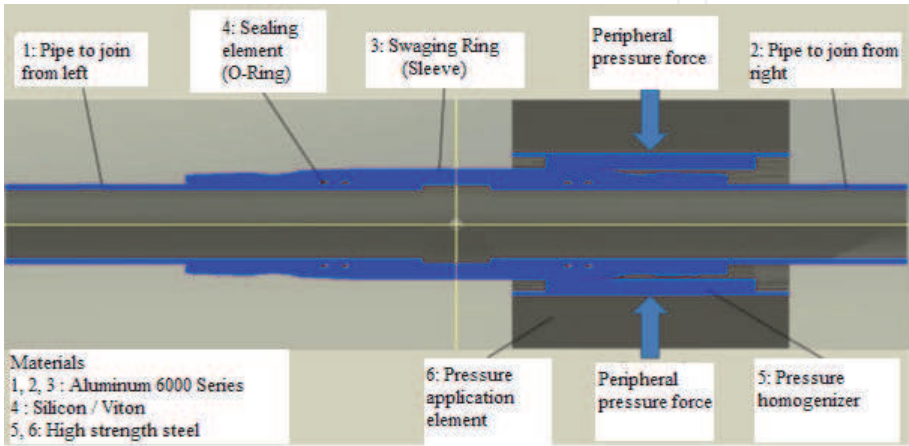 1: Pipe to join
from left
4: Sealing
element
(O-Ring)
3: Swaging Ring
(Sleeve)
Peripheral
pressure force
2: Pipe to join from
right
Materials
1, 2, 3 : Aluminum 6000 Series
4 : Silicon / Viton
5, 6: High strength steel
6: Pressure
application
element
Peripheral
pressure force
5: Pressure
homogenizer